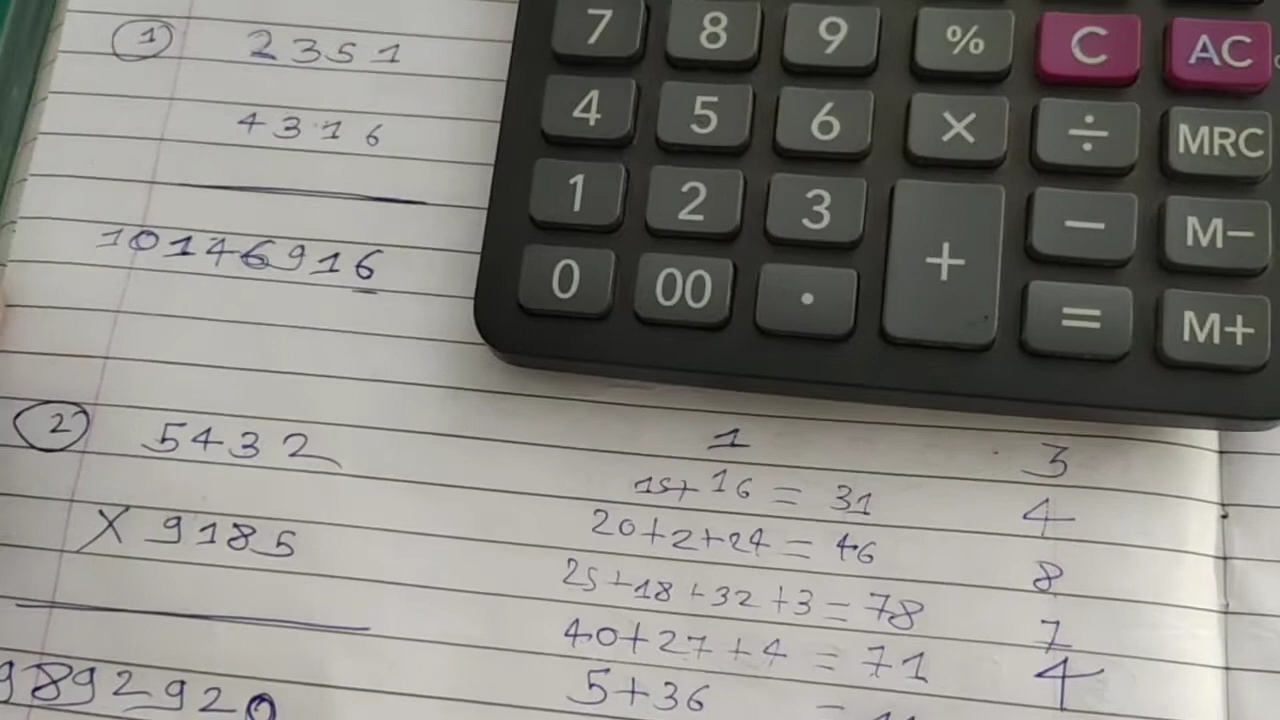 1 2351
4316
10146916
7 8 9 % C AC
4 5 6 × ÷ MRC
1 2 3 + − M−
0 00 . = M+
2 5432
X 9185
9892920
1 3
15+16 = 31 4
20+2+24 = 46 8
25+18+32+3 = 78 7
40+27+4 = 71 4
5+36 =